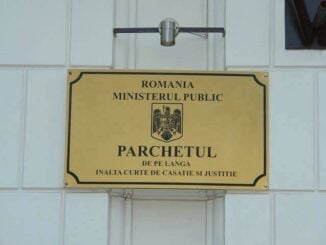 ROMANIA
MINISTERUL PUBLIC
PARCHETUL
DE PE LANGA
INALTA CURTE DE CASATIE SI JUSTITIE